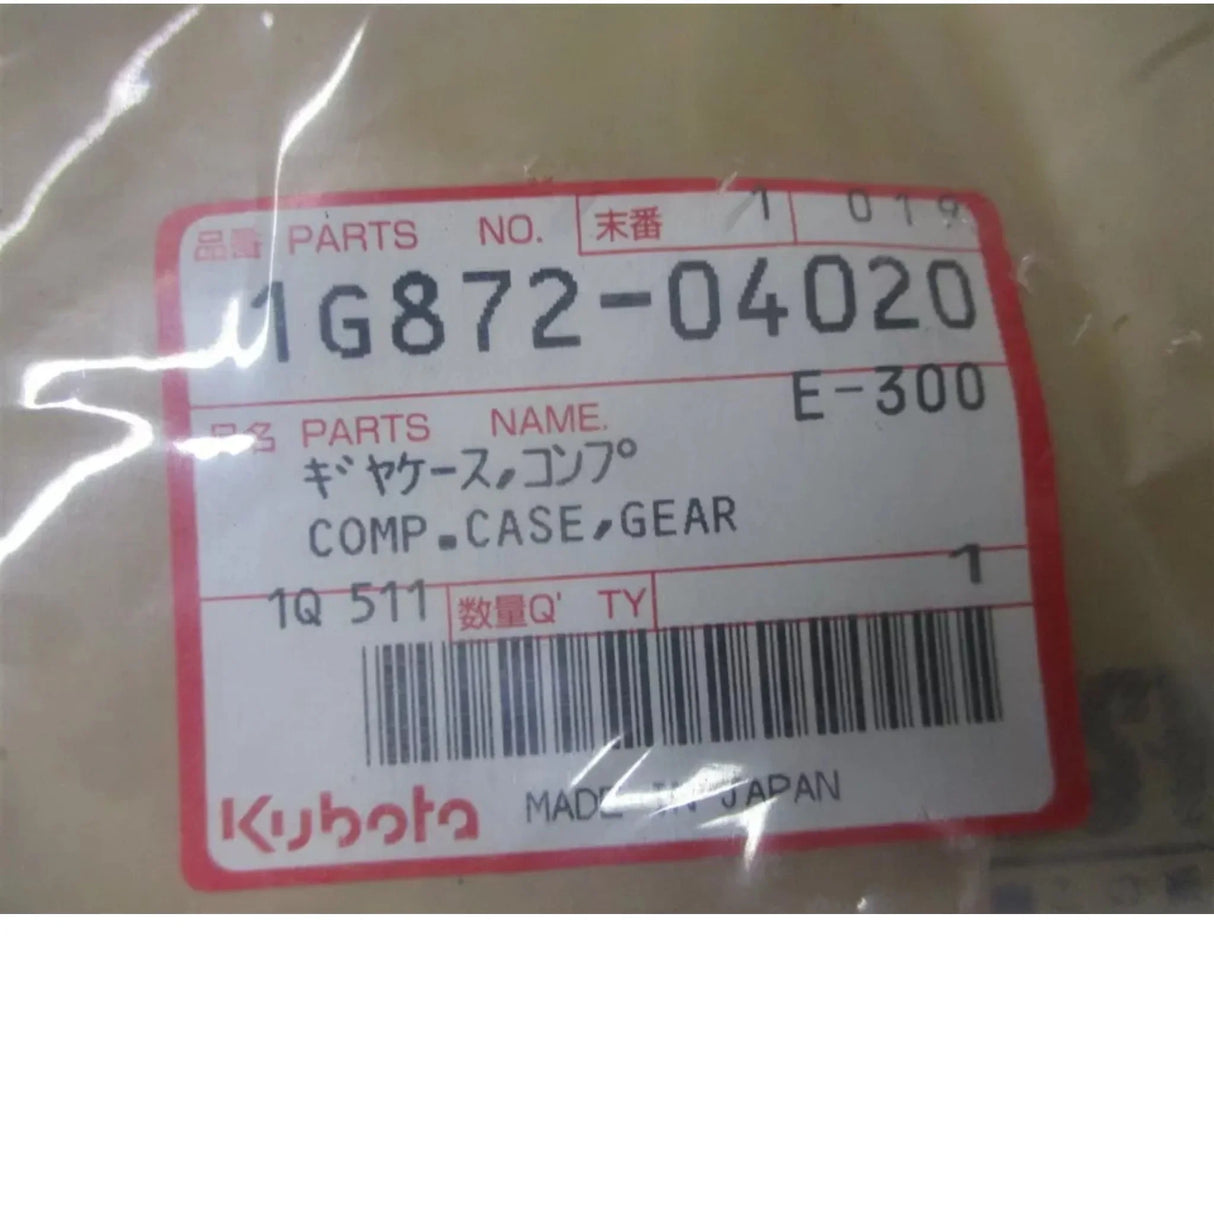 品番 PARTS NO. 末番 1 019
1G872-04020
E-300
品名 PARTS NAME.
ギヤケース,コンプ
COMP.CASE,GEAR
1Q 511 数量Q'TY 1
Kubota MADE IN JAPAN